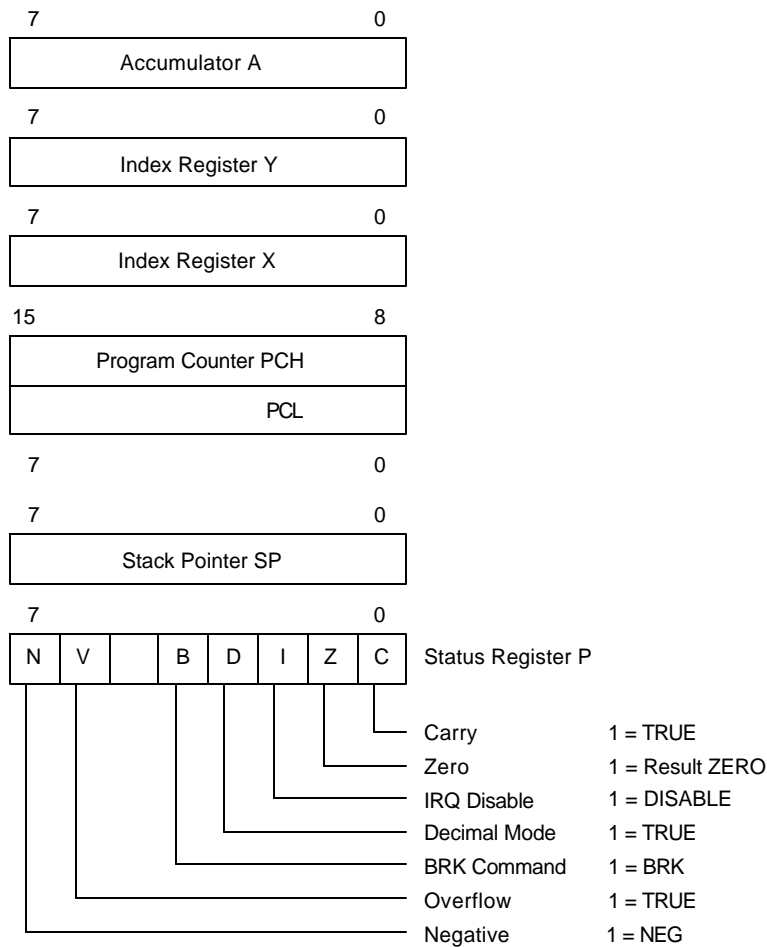 7 0
Accumulator A
7 0
Index Register Y
7 0
Index Register X
15 8
Program Counter PCH
PCL
7 0
7 0
Stack Pointer SP
7 0
N V B D I Z C Status Register P
Carry 1 = TRUE
Zero 1 = Result ZERO
IRQ Disable 1 = DISABLE
Decimal Mode 1 = TRUE
BRK Command 1 = BRK
Overflow 1 = TRUE
Negative 1 = NEG